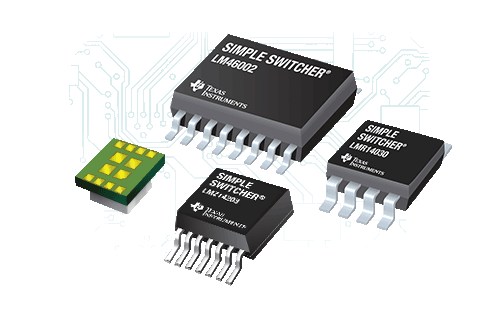 SIMPLE SWITCHER®
LM46002
TEXAS
INSTRUMENTS
SIMPLE
SWITCHER®
LMR14030
TEXAS
INSTRUMENTS
SIMPLE
SWITCHER®
LMZ14203
TEXAS
INSTRUMENTS